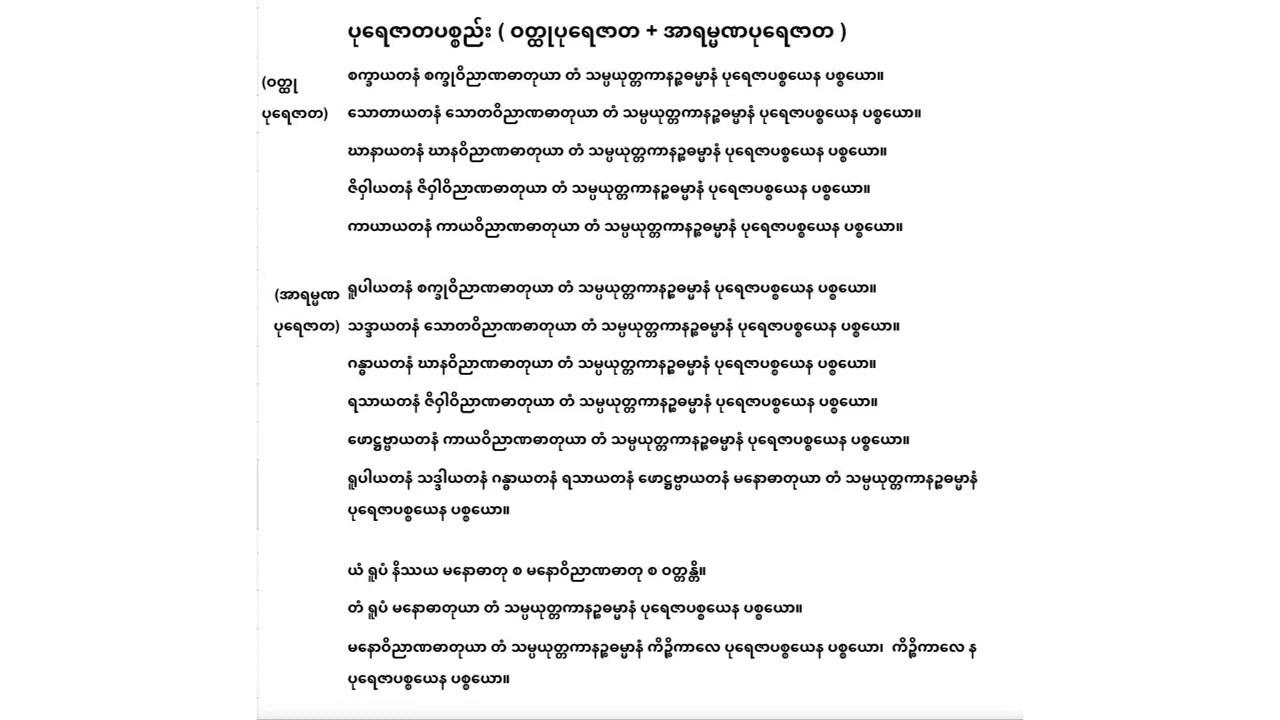 ပုရေဇာတပစ္စည်း ( ဝတ္ထုပုရေဇာတ + အာရမ္မဏပုရေဇာတ )
(ဝတ္ထု
ပုရေဇာတ)
စက္ခာယတနံ စက္ခုဝိညာဏဓာတုယာ တံ သမ္ပယုတ္တကာနဉ္စဓမ္မာနံ ပုရေဇာပစ္စယေန ပစ္စယော။
သောတာယတနံ သောတဝိညာဏဓာတုယာ တံ သမ္ပယုတ္တကာနဉ္စဓမ္မာနံ ပုရေဇာပစ္စယေန ပစ္စယော။
ဃာနာယတနံ ဃာနဝိညာဏဓာတုယာ တံ သမ္ပယုတ္တကာနဉ္စဓမ္မာနံ ပုရေဇာပစ္စယေန ပစ္စယော။
ဇိဝှါယတနံ ဇိဝှါဝိညာဏဓာတုယာ တံ သမ္ပယုတ္တကာနဉ္စဓမ္မာနံ ပုရေဇာပစ္စယေန ပစ္စယော။
ကာယာယတနံ ကာယဝိညာဏဓာတုယာ တံ သမ္ပယုတ္တကာနဉ္စဓမ္မာနံ ပုရေဇာပစ္စယေန ပစ္စယော။
(အာရမ္မဏ
ပုရေဇာတ)
ရူပါယတနံ စက္ခုဝိညာဏဓာတုယာ တံ သမ္ပယုတ္တကာနဉ္စဓမ္မာနံ ပုရေဇာပစ္စယေန ပစ္စယော။
သဒ္ဒာယတနံ သောတဝိညာဏဓာတုယာ တံ သမ္ပယုတ္တကာနဉ္စဓမ္မာနံ ပုရေဇာပစ္စယေန ပစ္စယော။
ဂန္ဓာယတနံ ဃာနဝိညာဏဓာတုယာ တံ သမ္ပယုတ္တကာနဉ္စဓမ္မာနံ ပုရေဇာပစ္စယေန ပစ္စယော။
ရသာယတနံ ဇိဝှါဝိညာဏဓာတုယာ တံ သမ္ပယုတ္တကာနဉ္စဓမ္မာနံ ပုရေဇာပစ္စယေန ပစ္စယော။
ဖောဋ္ဌဗ္ဗာယတနံ ကာယဝိညာဏဓာတုယာ တံ သမ္ပယုတ္တကာနဉ္စဓမ္မာနံ ပုရေဇာပစ္စယေန ပစ္စယော။
ရူပါယတနံ သဒ္ဒါယတနံ ဂန္ဓာယတနံ ရသာယတနံ ဖောဋ္ဌဗ္ဗာယတနံ မနောဓာတုယာ တံ သမ္ပယုတ္တကာနဉ္စဓမ္မာနံ
ပုရေဇာပစ္စယေန ပစ္စယော။
ယံ ရူပံ နိဿယ မနောဓာတု စ မနောဝိညာဏဓာတု စ ဝတ္တန္တိ။
တံ ရူပံ မနောဓာတုယာ တံ သမ္ပယုတ္တကာနဉ္စဓမ္မာနံ ပုရေဇာပစ္စယေန ပစ္စယော။
မနောဝိညာဏဓာတုယာ တံ သမ္ပယုတ္တကာနဉ္စဓမ္မာနံ ကိဉ္စိကာလေ ပုရေဇာပစ္စယေန ပစ္စယော၊ ကိဉ္စိကာလေ န
ပုရေဇာပစ္စယေန ပစ္စယော။